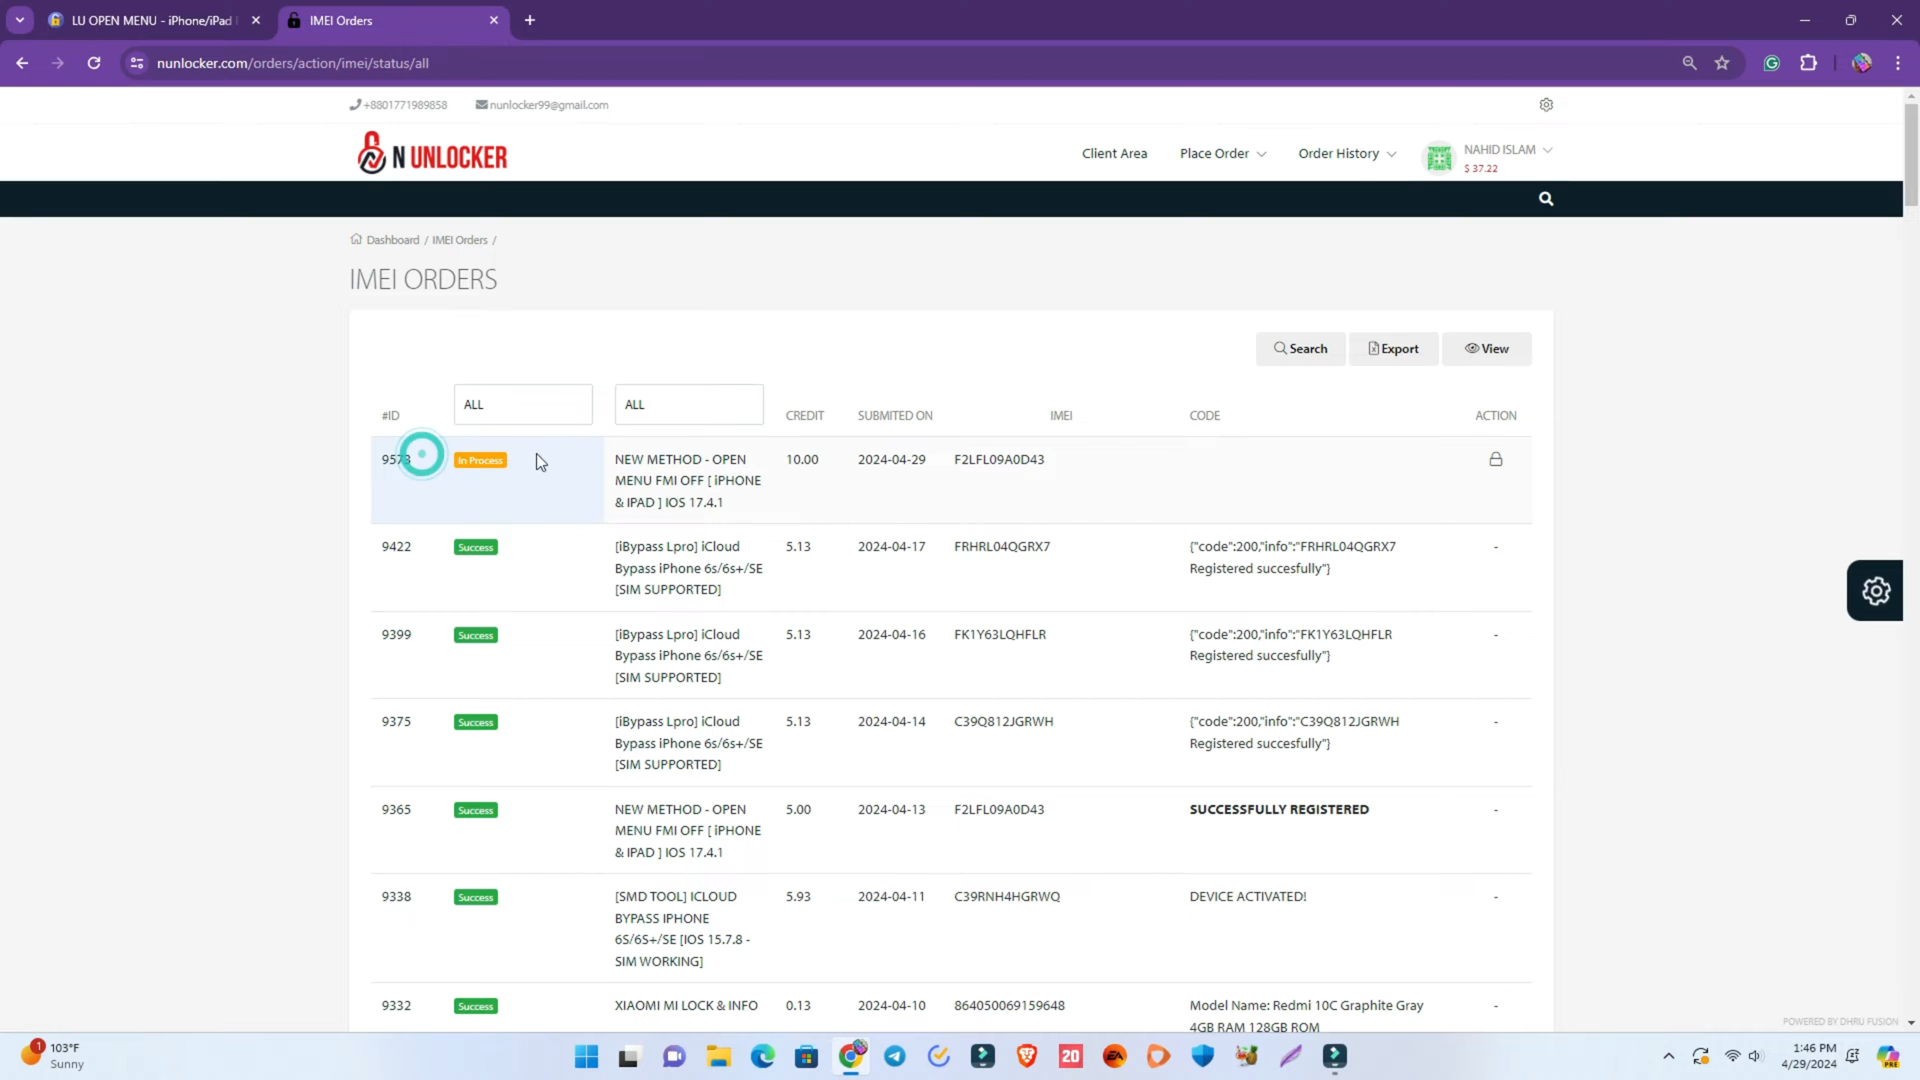 LU OPEN MENU - iPhone/iPad
IMEI Orders
nunlocker.com/orders/action/imei/status/all
+8801771989858
nunlocker99@gmail.com
N UNLOCKER
Client Area
Place Order
Order History
NAHID ISLAM
$ 37.22
Dashboard / IMEI Orders /
IMEI ORDERS
Search
Export
View
#ID
ALL
ALL
CREDIT
SUBMITED ON
IMEI
CODE
ACTION
9573
In Process
NEW METHOD - OPEN
MENU FMI OFF [ iPHONE
& IPAD ] IOS 17.4.1
10.00
2024-04-29
F2LFL09A0D43
9422
Success
[iBypass Lpro] iCloud
Bypass iPhone 6s/6s+/SE
[SIM SUPPORTED]
5.13
2024-04-17
FRHRL04QGRX7
{"code":200,"info":"FRHRL04QGRX7
Registered succesfully"}
-
9399
Success
[iBypass Lpro] iCloud
Bypass iPhone 6s/6s+/SE
[SIM SUPPORTED]
5.13
2024-04-16
FK1Y63LQHFLR
{"code":200,"info":"FK1Y63LQHFLR
Registered succesfully"}
-
9375
Success
[iBypass Lpro] iCloud
Bypass iPhone 6s/6s+/SE
[SIM SUPPORTED]
5.13
2024-04-14
C39Q812JGRWH
{"code":200,"info":"C39Q812JGRWH
Registered succesfully"}
-
9365
Success
NEW METHOD - OPEN
MENU FMI OFF [ iPHONE
& IPAD ] IOS 17.4.1
5.00
2024-04-13
F2LFL09A0D43
SUCCESSFULLY REGISTERED
-
9338
Success
[SMD TOOL] ICLOUD
BYPASS IPHONE
6S/6S+/SE [IOS 15.7.8 -
SIM WORKING]
5.93
2024-04-11
C39RNH4HGRWQ
DEVICE ACTIVATED!
-
9332
Success
XIAOMI MI LOCK & INFO
0.13
2024-04-10
864050069159648
Model Name: Redmi 10C Graphite Gray
4GB RAM 128GB ROM
-
POWERED BY DHRU FUSION
1
103°F
Sunny
20
EA
PRE
1:46 PM
4/29/2024